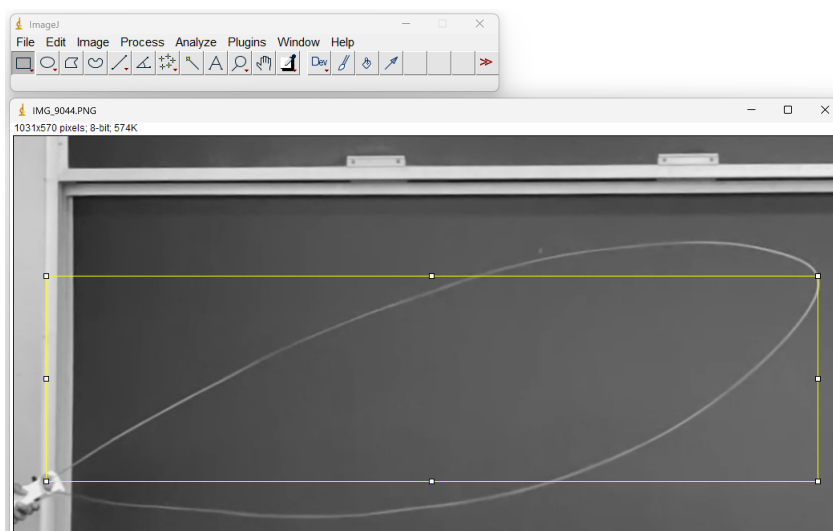 ImageJ
File Edit Image Process Analyze Plugins Window Help
Dev
IMG_9044.PNG
1031x570 pixels; 8-bit; 574K